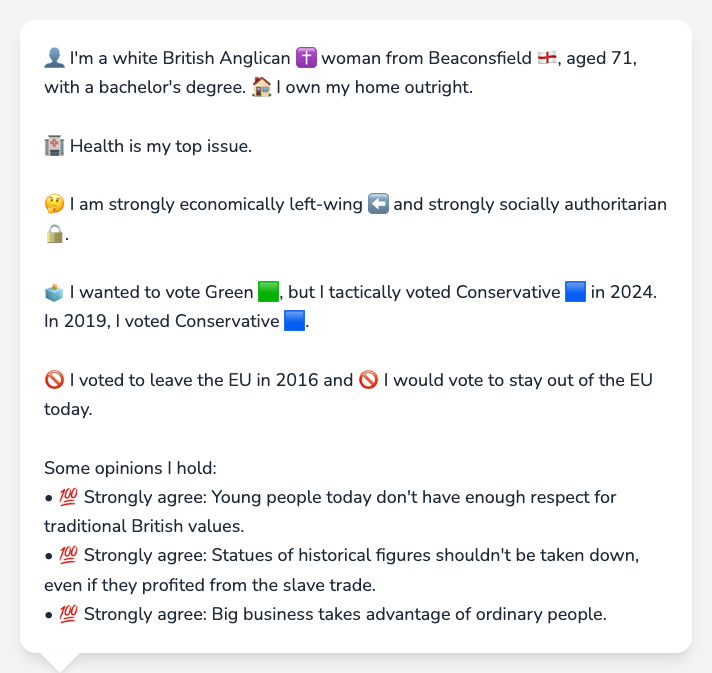 👤 I'm a white British Anglican ✝️ woman from Beaconsfield 🏴󠁧󠁢󠁥󠁮󠁧󠁿, aged 71,
with a bachelor's degree. 🏠 I own my home outright.
🏥 Health is my top issue.
🤔 I am strongly economically left-wing ⬅️ and strongly socially authoritarian
🔒.
🗳️ I wanted to vote Green 🟩, but I tactically voted Conservative 🟦 in 2024.
In 2019, I voted Conservative 🟦.
🚫 I voted to leave the EU in 2016 and 🚫 I would vote to stay out of the EU
today.
Some opinions I hold:
• 💯 Strongly agree: Young people today don't have enough respect for
traditional British values.
• 💯 Strongly agree: Statues of historical figures shouldn't be taken down,
even if they profited from the slave trade.
• 💯 Strongly agree: Big business takes advantage of ordinary people.